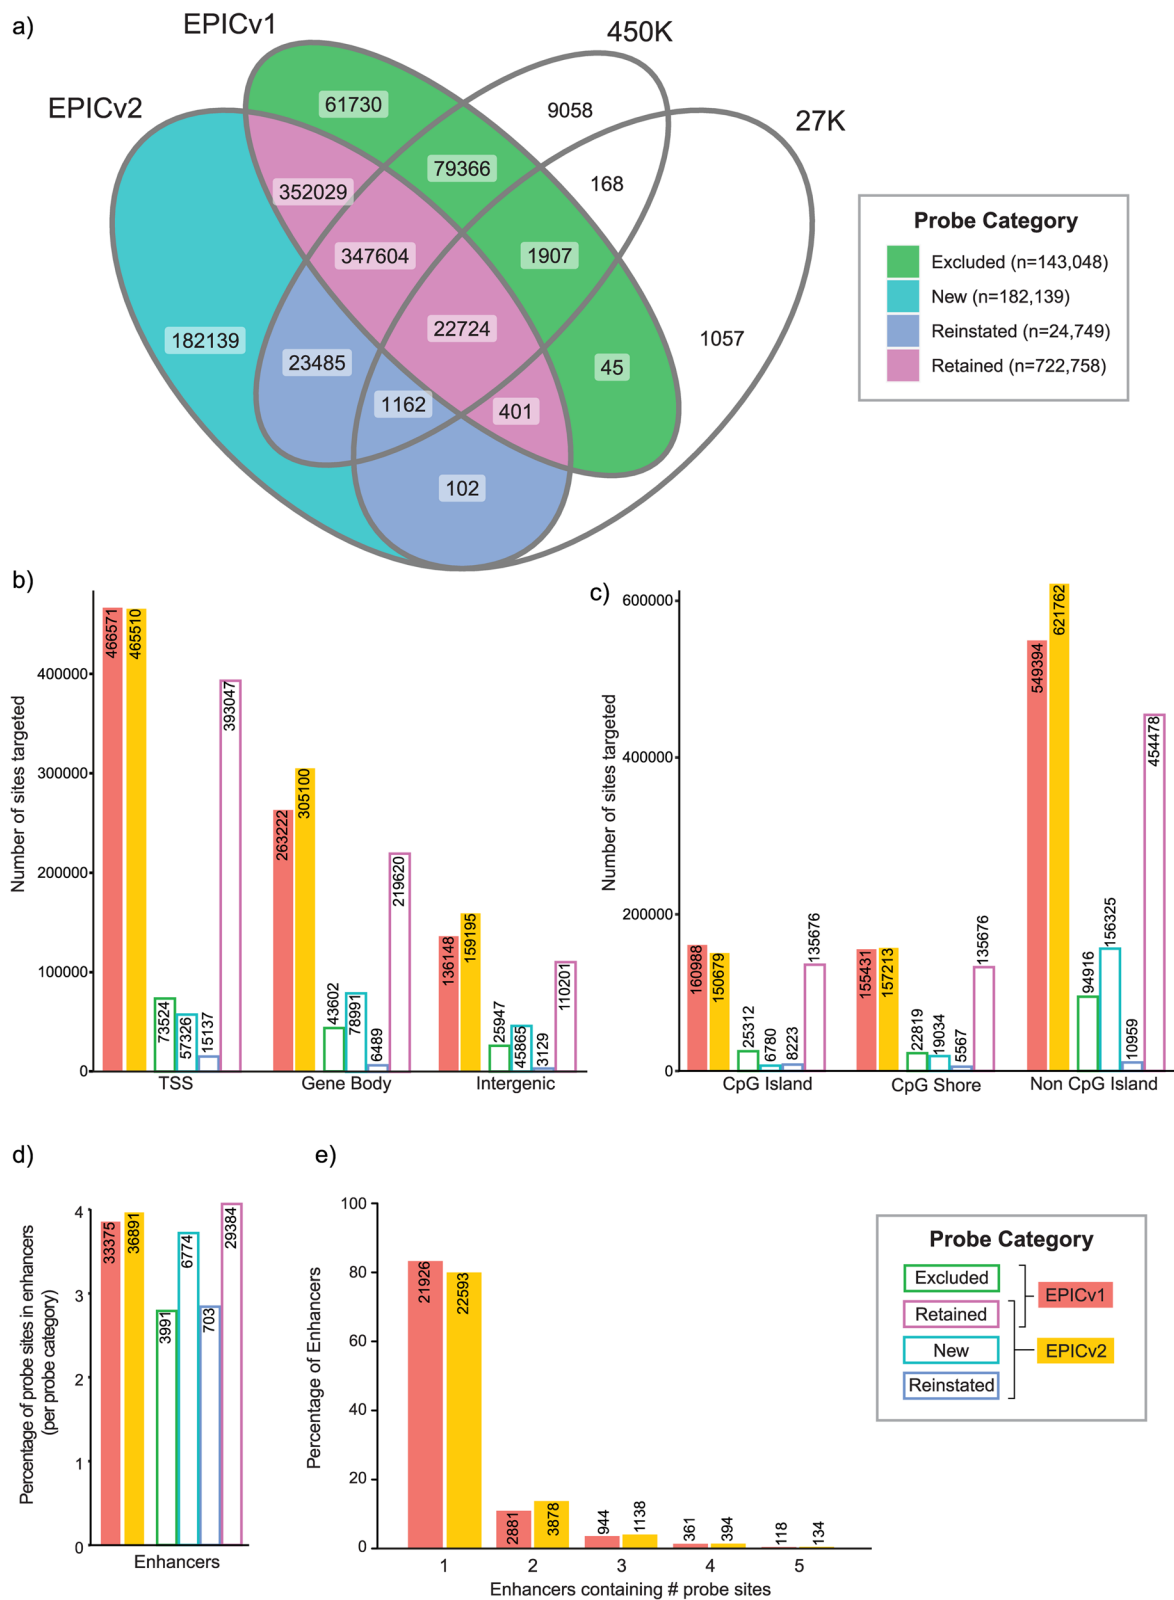 a)
EPICv1
450K
EPICv2
27K
61730
9058
79366
168
352029
347604
1907
22724
182139
23485
1057
45
1162
401
102
Probe Category
Excluded (n=143,048)
New (n=182,139)
Reinstated (n=24,749)
Retained (n=722,758)
b)
Number of sites targeted
400000
300000
200000
100000
0
466571
465510
73524
57326
15137
393047
263222
305100
43602
78991
6489
219620
136148
159195
25947
45865
3129
110201
TSS
Gene Body
Intergenic
c)
Number of sites targeted
600000
400000
200000
0
160988
150679
25312
6780
8223
135676
155431
157213
22819
19034
5567
135676
549394
621762
94916
156325
10959
454478
CpG Island
CpG Shore
Non CpG Island
d)
Percentage of probe sites in enhancers
(per probe category)
4
3
2
1
0
33375
36891
3991
6774
703
29384
Enhancers
e)
Percentage of Enhancers
100
80
60
40
20
0
21926
22593
2881
3878
944
1138
361
394
118
134
1
2
3
4
5
Enhancers containing # probe sites
Probe Category
Excluded
Retained
New
Reinstated
EPICv1
EPICv2